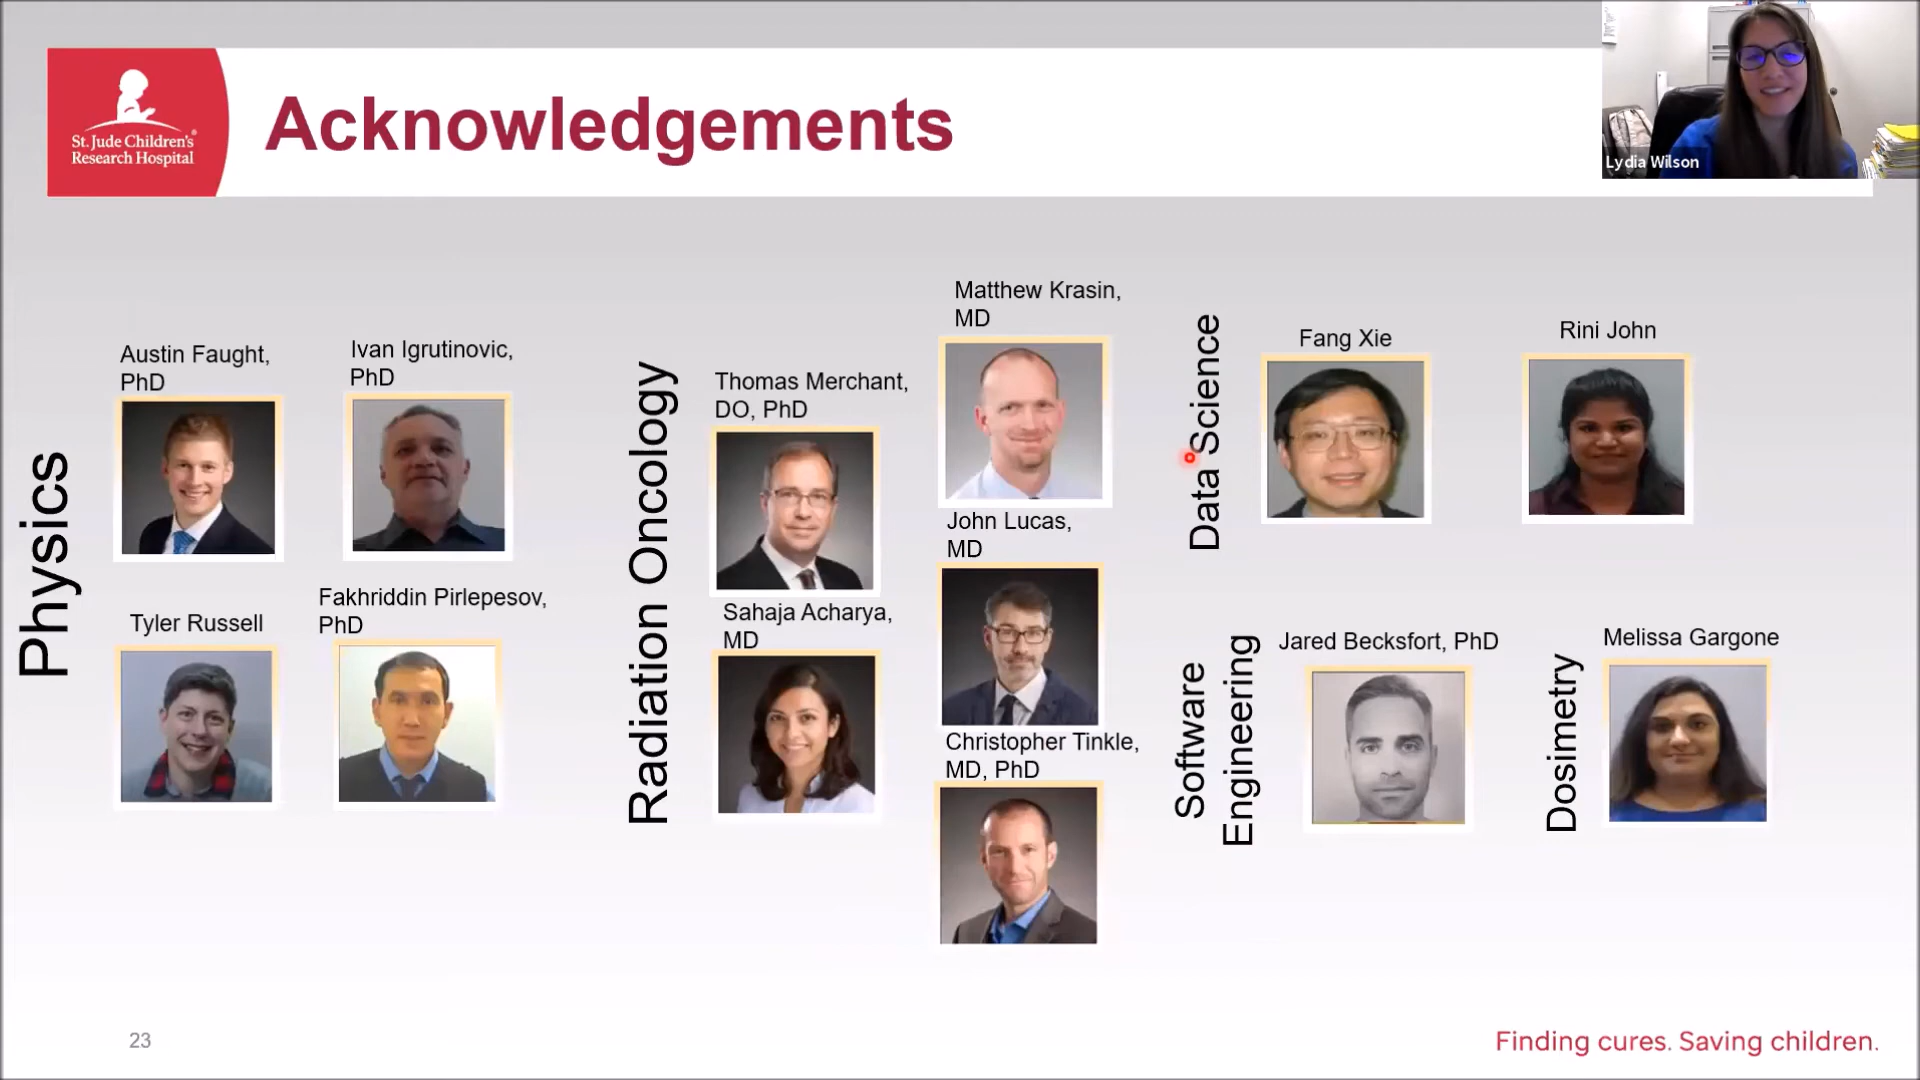 St. Jude Children's®
Research Hospital
Acknowledgements
Lydia Wilson
Physics
Austin Faught,
PhD
Ivan Igrutinovic,
PhD
Tyler Russell
Fakhriddin Pirlepesov,
PhD
Radiation Oncology
Thomas Merchant,
DO, PhD
Sahaja Acharya,
MD
Matthew Krasin,
MD
John Lucas,
MD
Christopher Tinkle,
MD, PhD
Data Science
Fang Xie
Rini John
Software
Engineering
Jared Becksfort, PhD
Dosimetry
Melissa Gargone
23
Finding cures. Saving children.